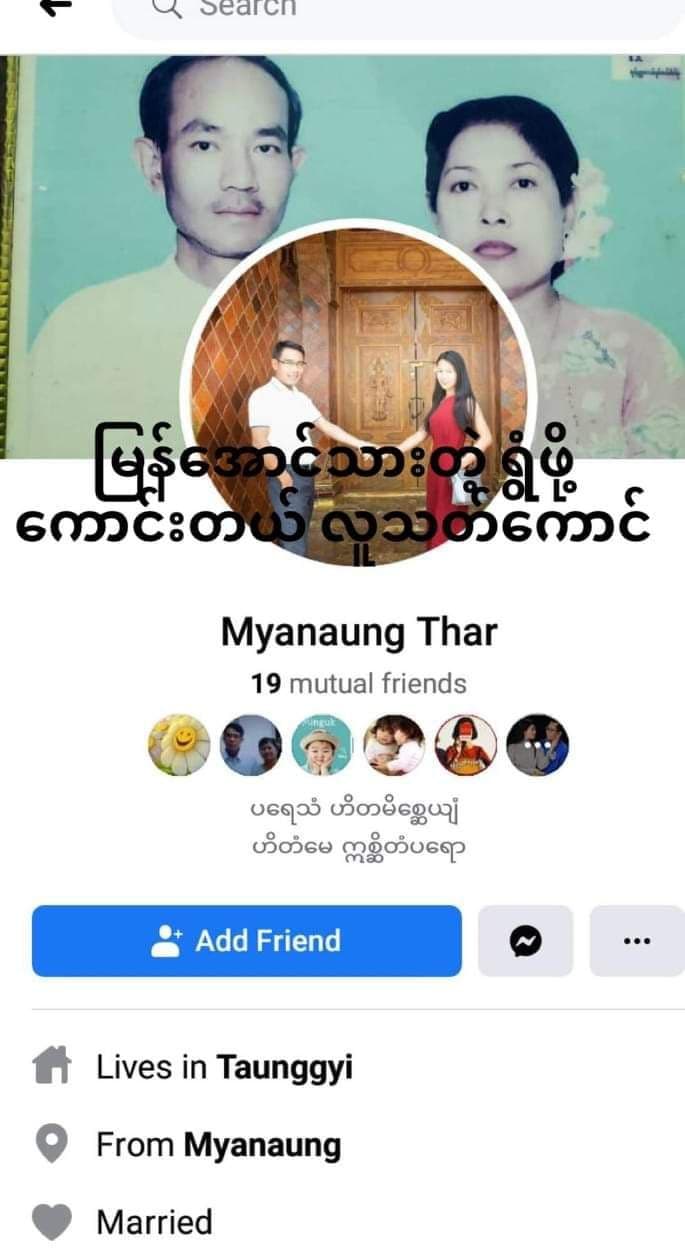 Search
မြန်အောင်သားတဲ့ ရွံဖို့
ကောင်းတယ် လူသတ်ကောင်
Myanaung Thar
19 mutual friends
ပရေသံ ဟိတမိစ္ဆေယျံ
ဟိတံမေ ဣစ္ဆိတံပရော
Add Friend
Lives in Taunggyi
From Myanaung
Married